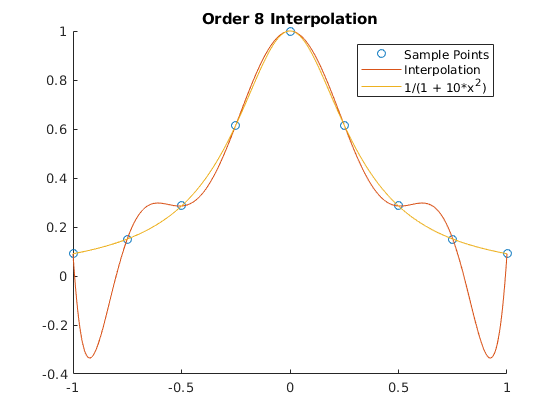 Order 8 Interpolation
Sample Points
Interpolation
1/(1 + 10*x^2)
1
0.8
0.6
0.4
0.2
0
-0.2
-0.4
-1 -0.5 0 0.5 1